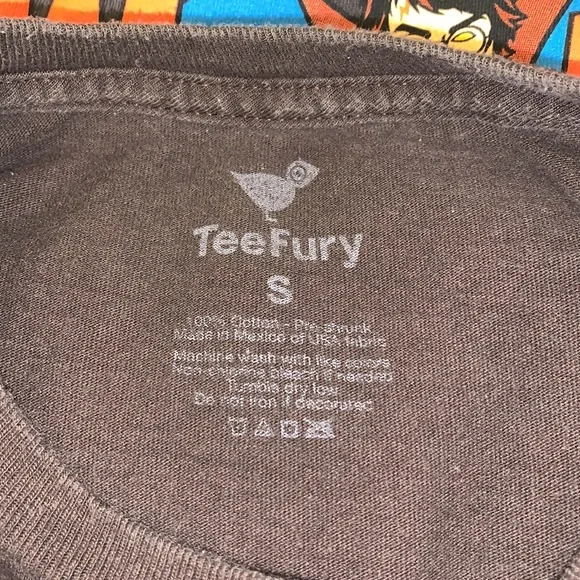 TeeFury
S
100% Cotton - Pre-shrunk
Made in Mexico of USA fabric
Machine wash with like colors
Non-chlorine bleach if needed
Tumble dry low
Do not iron if decorated